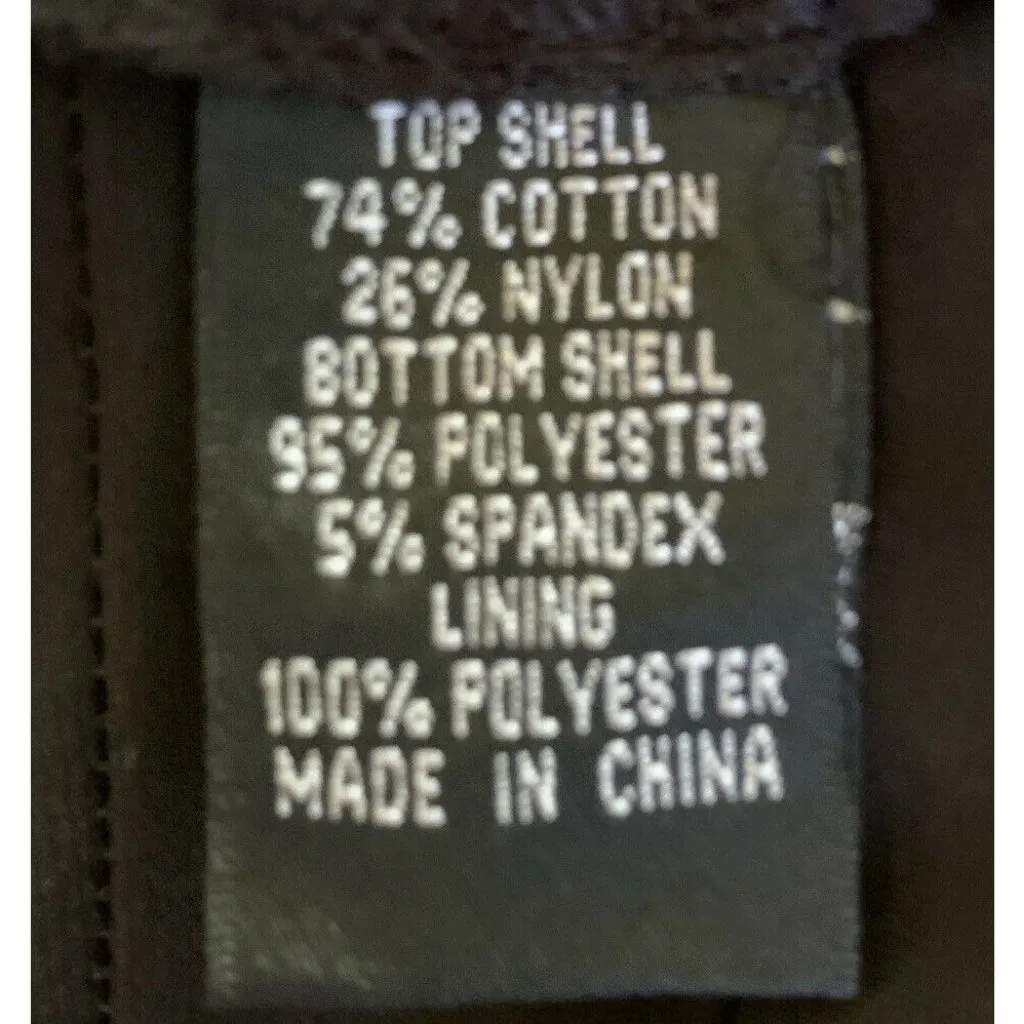 TOP SHELL
74% COTTON
26% NYLON
BOTTOM SHELL
95% POLYESTER
5% SPANDEX
LINING
100% POLYESTER
MADE IN CHINA